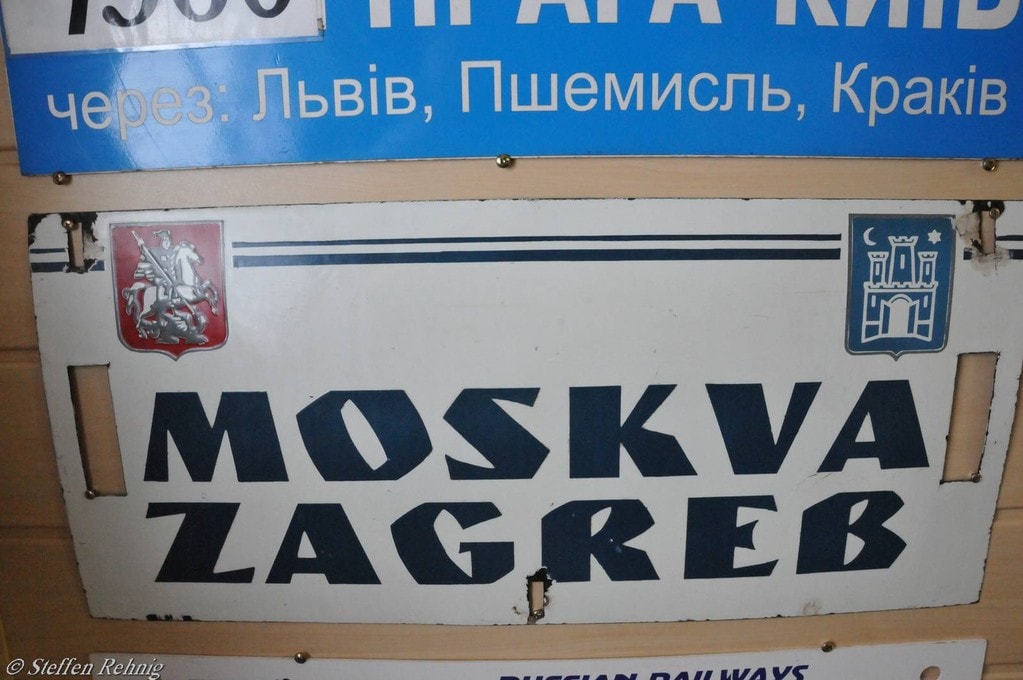 ПРАГА-КИЇВ
через: Львів, Пшемисль, Краків
MOSKVA
ZAGREB
© Steffen Rehnig
RUSSIAN RAILWAYS